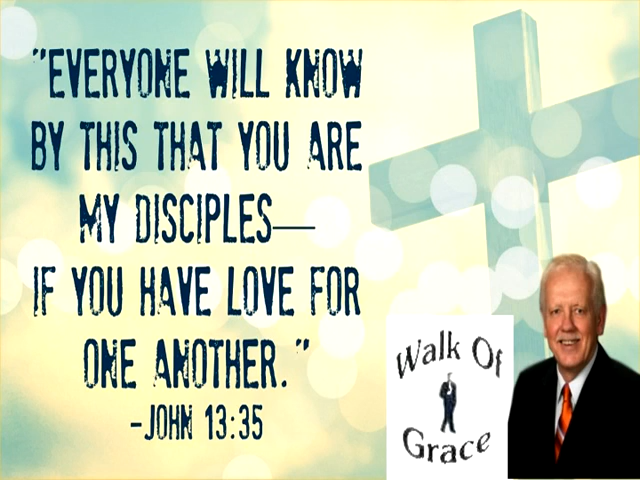 "EVERYONE WILL KNOW
BY THIS THAT YOU ARE
MY DISCIPLES—
IF YOU HAVE LOVE FOR
ONE ANOTHER."
-JOHN 13:35
Walk Of
Grace